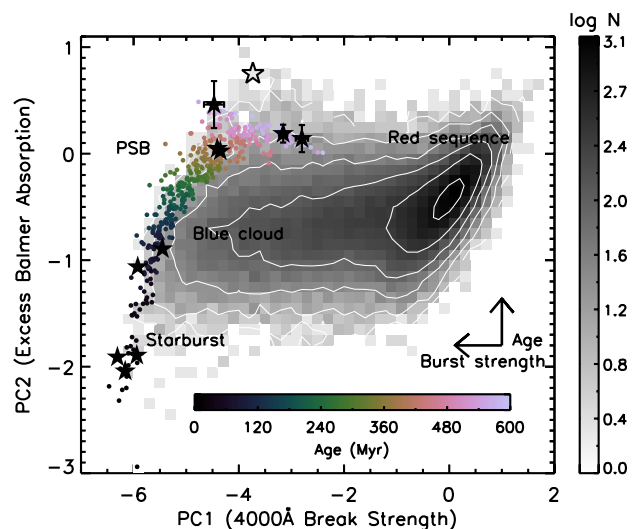 log N
3.1
2.7
2.4
2.0
1.6
1.2
0.8
0.4
0.0
1
0
−1
−2
−3
PC2 (Excess Balmer Absorption)
PSB
Red sequence
Blue cloud
Starburst
Age
Burst strength
0 120 240 360 480 600
Age (Myr)
−6 −4 −2 0 2
PC1 (4000Å Break Strength)